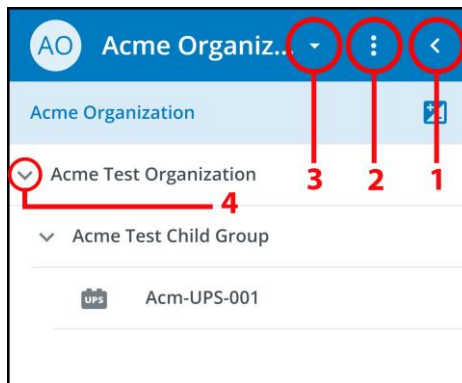 AO Acme Organiz...
Acme Organization
Acme Test Organization
3 2 1
4
Acme Test Child Group
UPS Acm-UPS-001